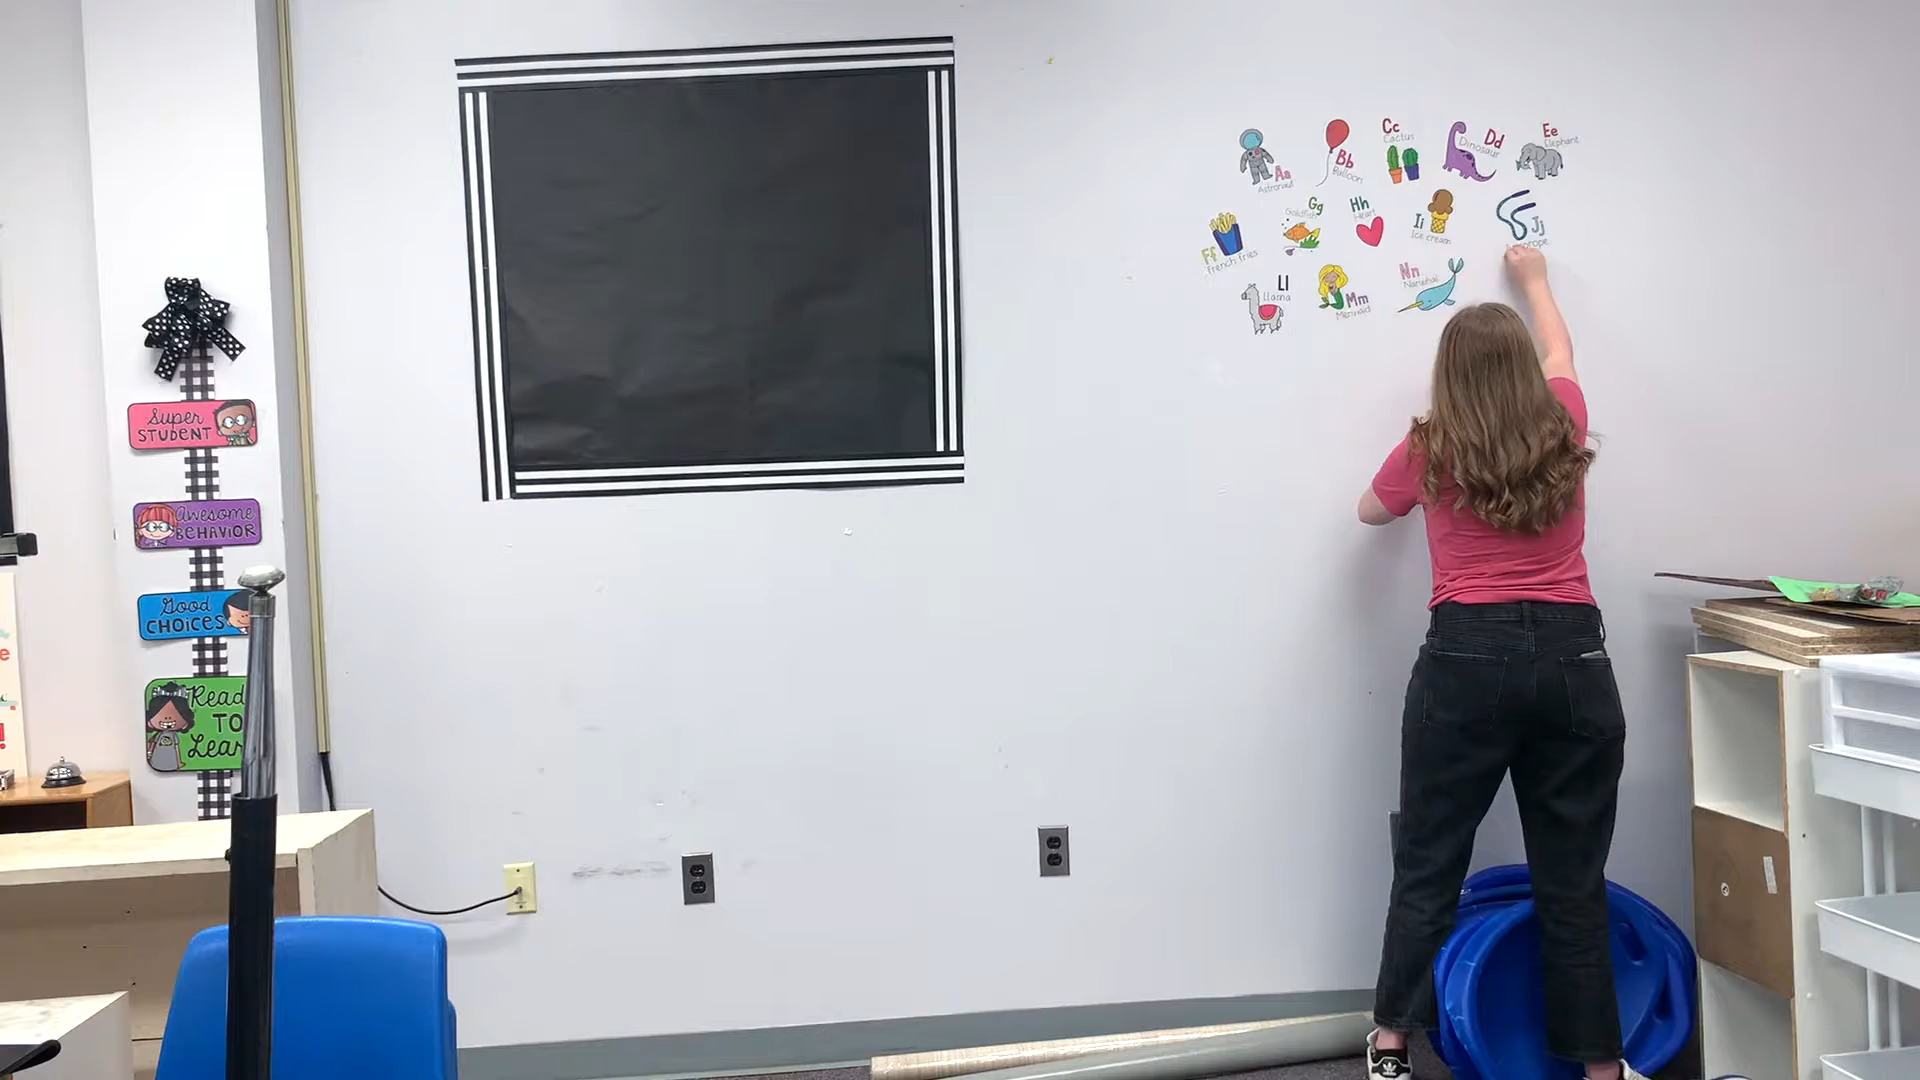 Super
STUDENT
Awesome
BEHAVIOR
Good
CHOICES
Read
TO
Lear
Aa
Astronaut
Bb
Balloon
Cc
Cactus
Dd
Dinosaur
Ee
Elephant
Ff
French fries
Gg
Goldfish
Hh
Heart
Ii
Ice cream
Jj
Ll
Llama
Mm
Mermaid
Nn
Narwhal